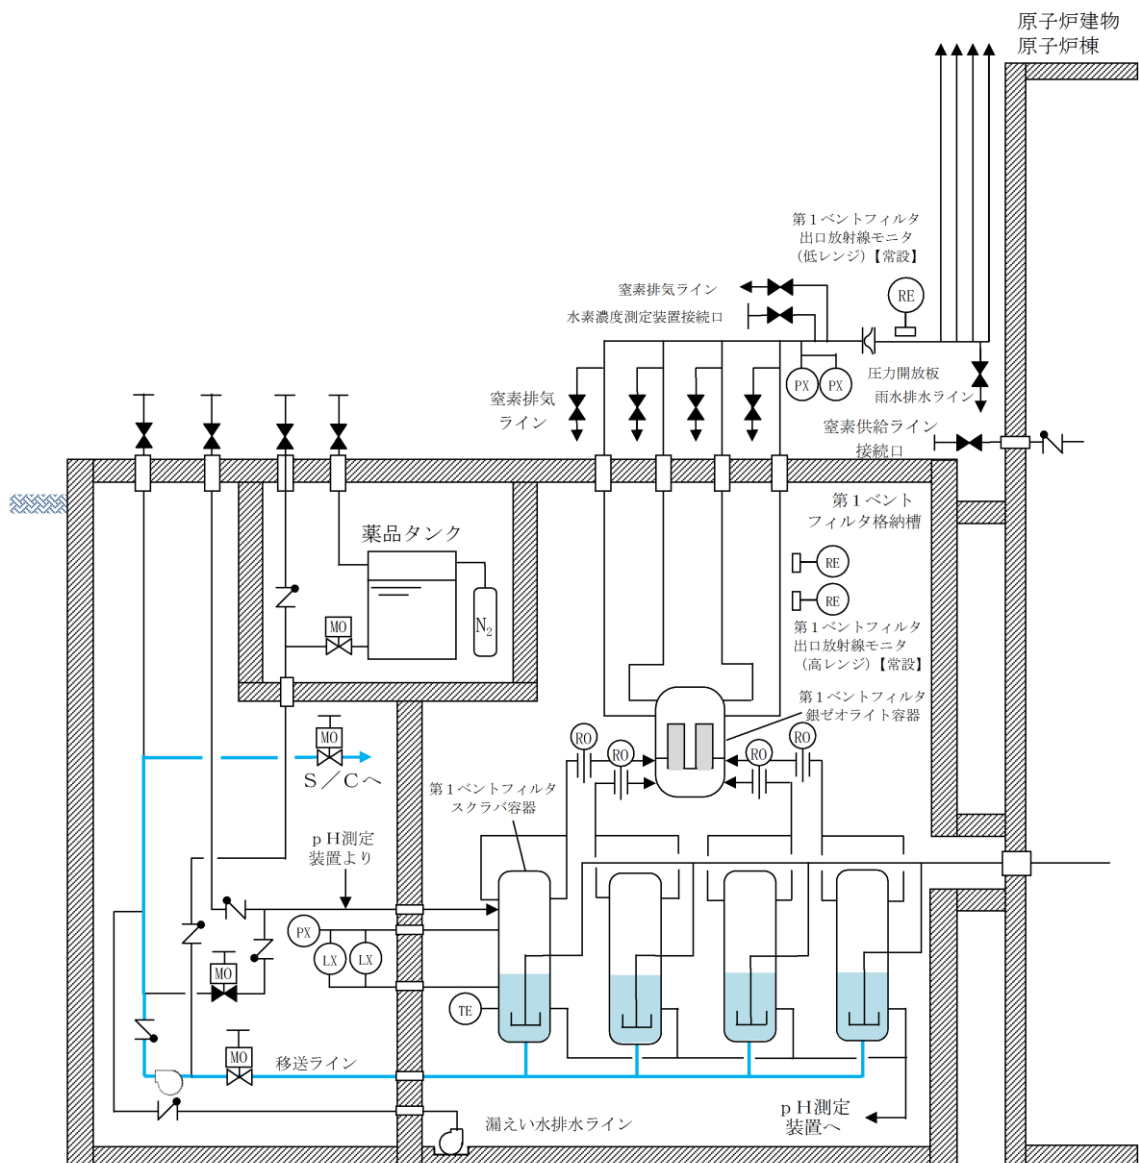 原子炉建物
原子炉棟
第１ベントフィルタ
出口放射線モニタ
（低レンジ）【常設】
RE
窒素排気ライン
水素濃度測定装置接続口
PX
PX
圧力開放板
雨水排水ライン
窒素排気
ライン
窒素供給ライン
接続口
第１ベント
フィルタ格納槽
薬品タンク
N₂
MO
RE
RE
第１ベントフィルタ
出口放射線モニタ
（高レンジ）【常設】
第１ベントフィルタ
銀ゼオライト容器
RO
RO
RO
RO
MO
Ｓ／Ｃへ
第１ベントフィルタ
スクラバ容器
ｐＨ測定
装置より
PX
LX
LX
MO
TE
MO
移送ライン
漏えい水排水ライン
ｐＨ測定
装置へ